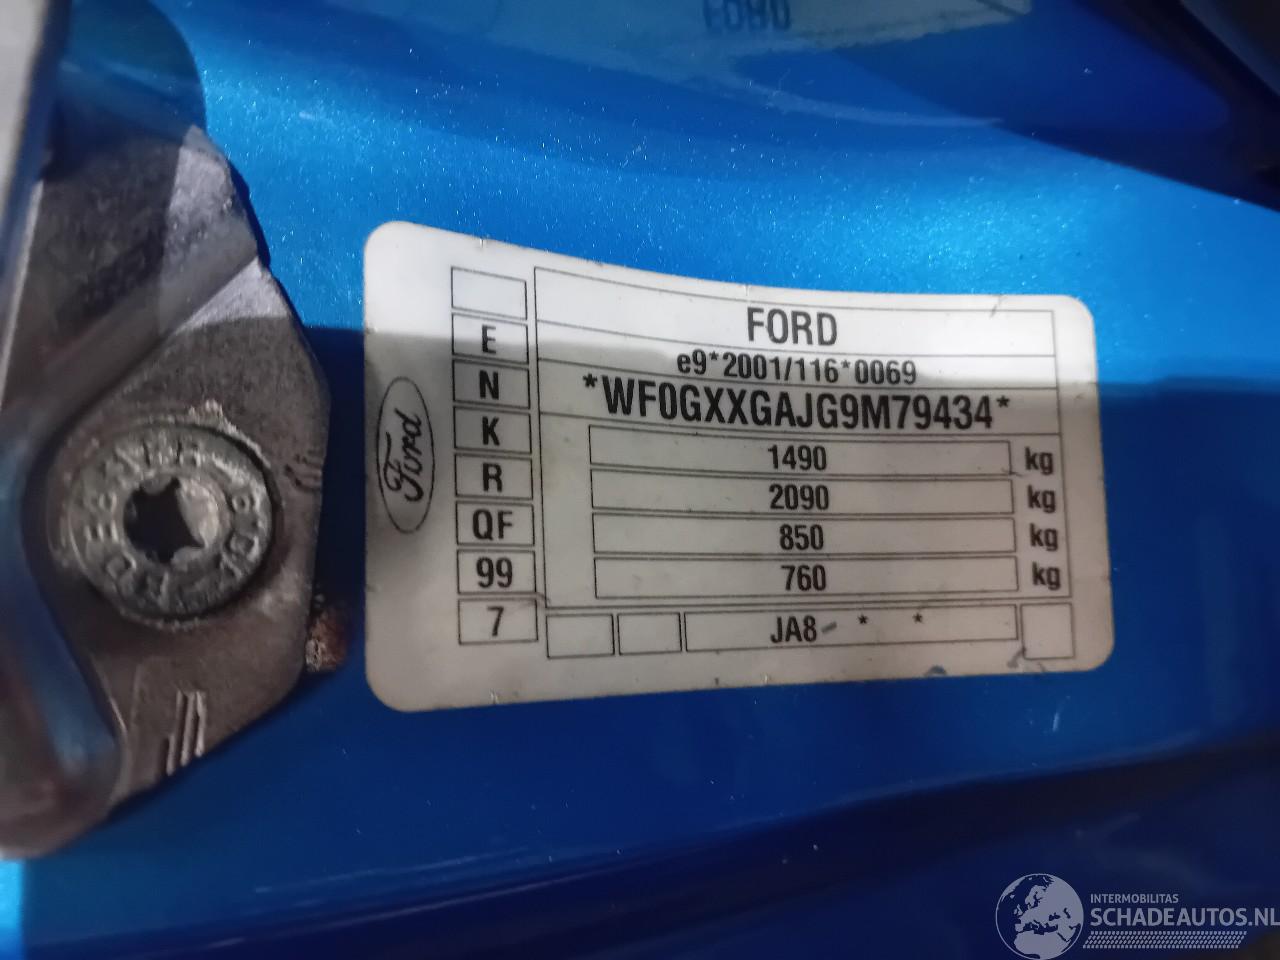 FORD
e9*2001/116*0069
*WF0GXXGAJG9M79434*
1490 kg
2090 kg
850 kg
760 kg
JA8- * *
E
N
K
R
QF
99
7
Ford
INTERMOBILITAS
SCHADEAUTOS.NL